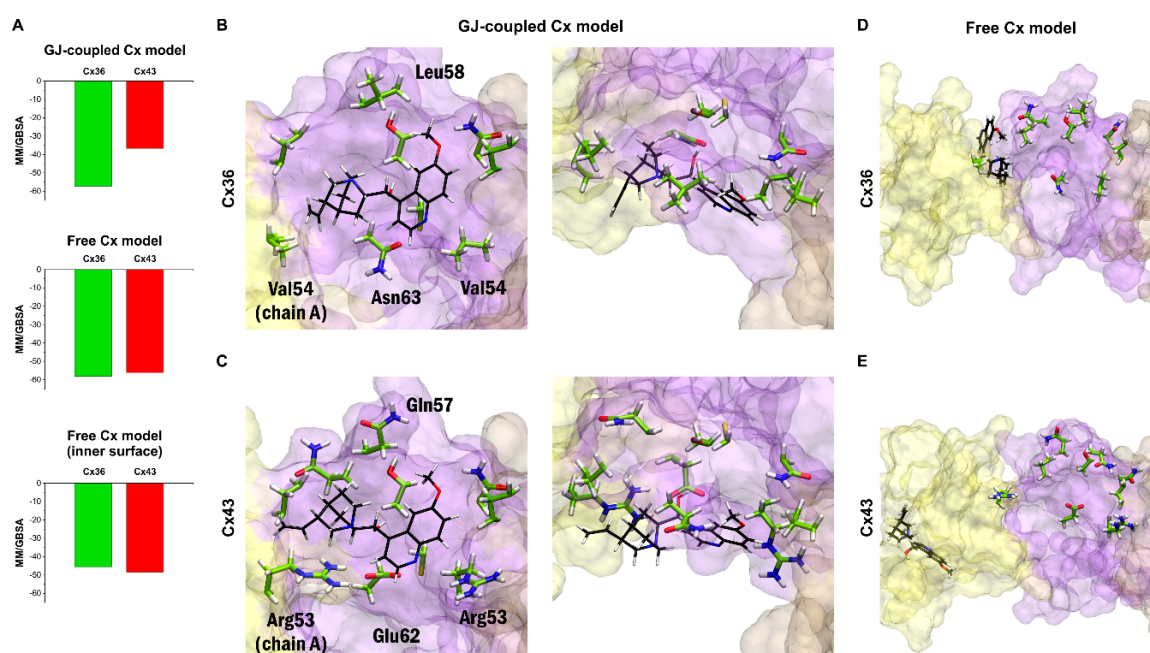 A
GJ-coupled Cx model
Cx36 Cx43
0
-10
-20
-30
-40
-50
-60
MM/GBSA
Free Cx model
Cx36 Cx43
0
-10
-20
-30
-40
-50
-60
MM/GBSA
Free Cx model
(inner surface)
Cx36 Cx43
0
-10
-20
-30
-40
-50
-60
MM/GBSA
B
GJ-coupled Cx model
Cx36
Leu58
Val54
(chain A)
Asn63
Val54
C
Cx43
Gln57
Arg53
(chain A)
Glu62
Arg53
D
Free Cx model
Cx36
E
Cx43